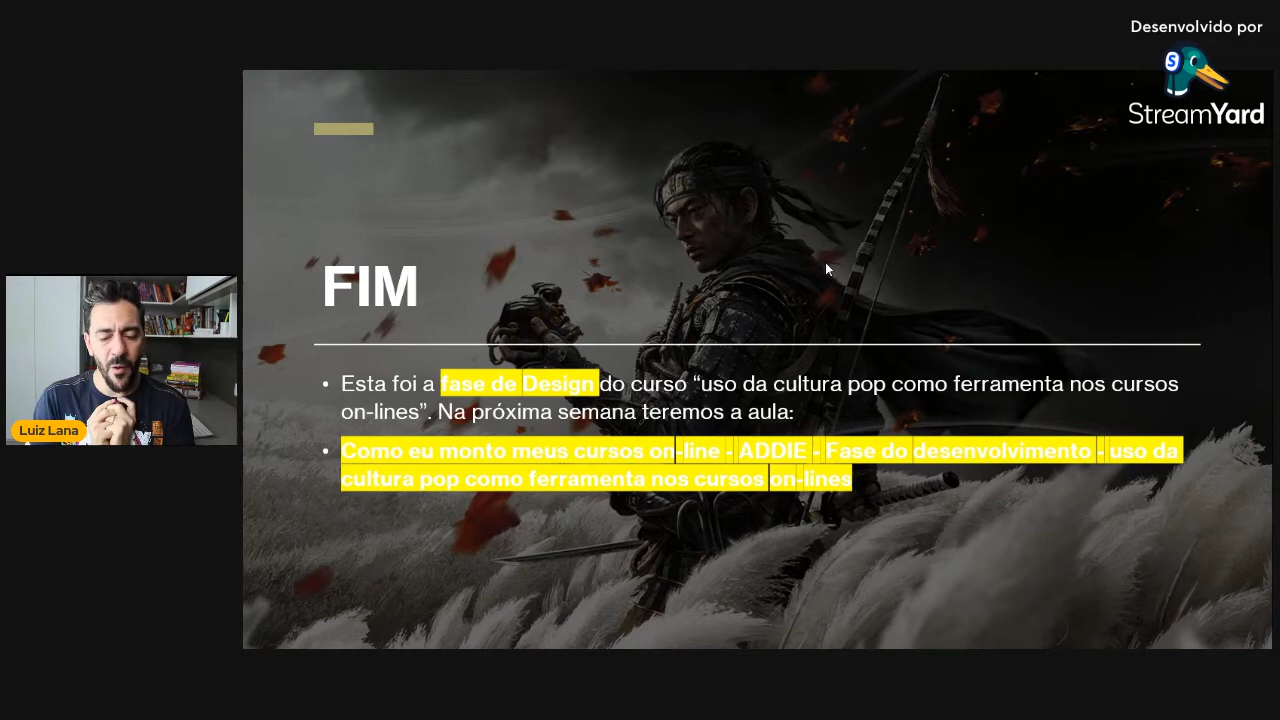 Desenvolvido por
StreamYard
FIM
• Esta foi a fase de Design do curso “uso da cultura pop como ferramenta nos cursos
on-lines”. Na próxima semana teremos a aula:
• Como eu monto meus cursos on-line - ADDIE - Fase do desenvolvimento - uso da
cultura pop como ferramenta nos cursos on-lines
Luiz Lana